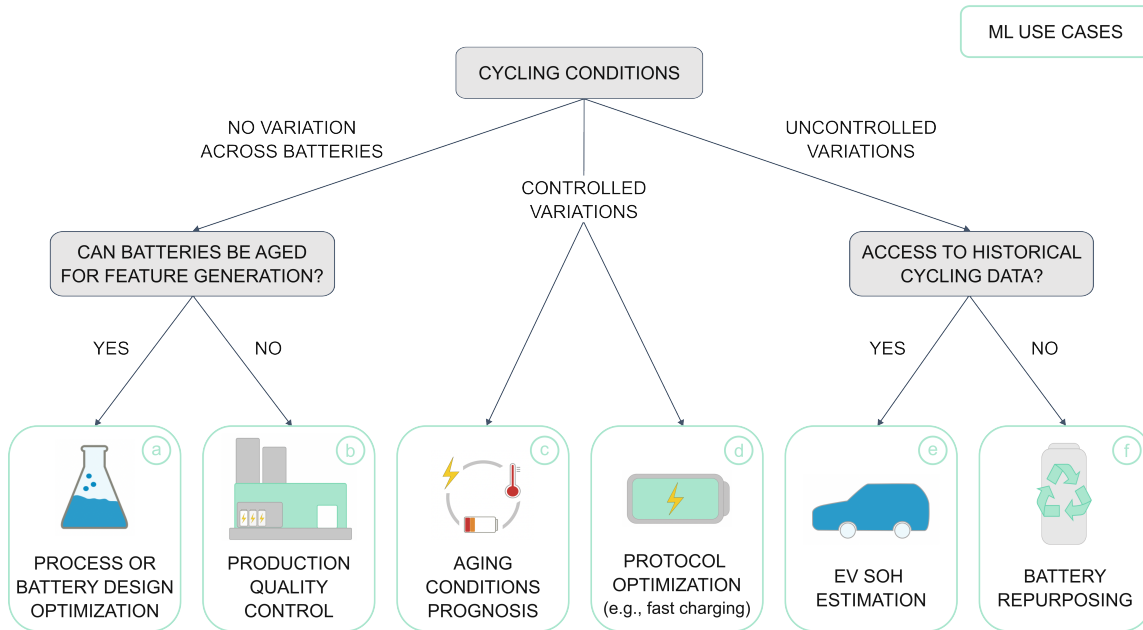 ML USE CASES
CYCLING CONDITIONS
NO VARIATION
ACROSS BATTERIES
UNCONTROLLED
VARIATIONS
CONTROLLED
VARIATIONS
CAN BATTERIES BE AGED
FOR FEATURE GENERATION?
ACCESS TO HISTORICAL
CYCLING DATA?
YES
NO
YES
NO
a
b
c
d
e
f
PROCESS OR
BATTERY DESIGN
OPTIMIZATION
PRODUCTION
QUALITY
CONTROL
AGING
CONDITIONS
PROGNOSIS
PROTOCOL
OPTIMIZATION
(e.g., fast charging)
EV SOH
ESTIMATION
BATTERY
REPURPOSING